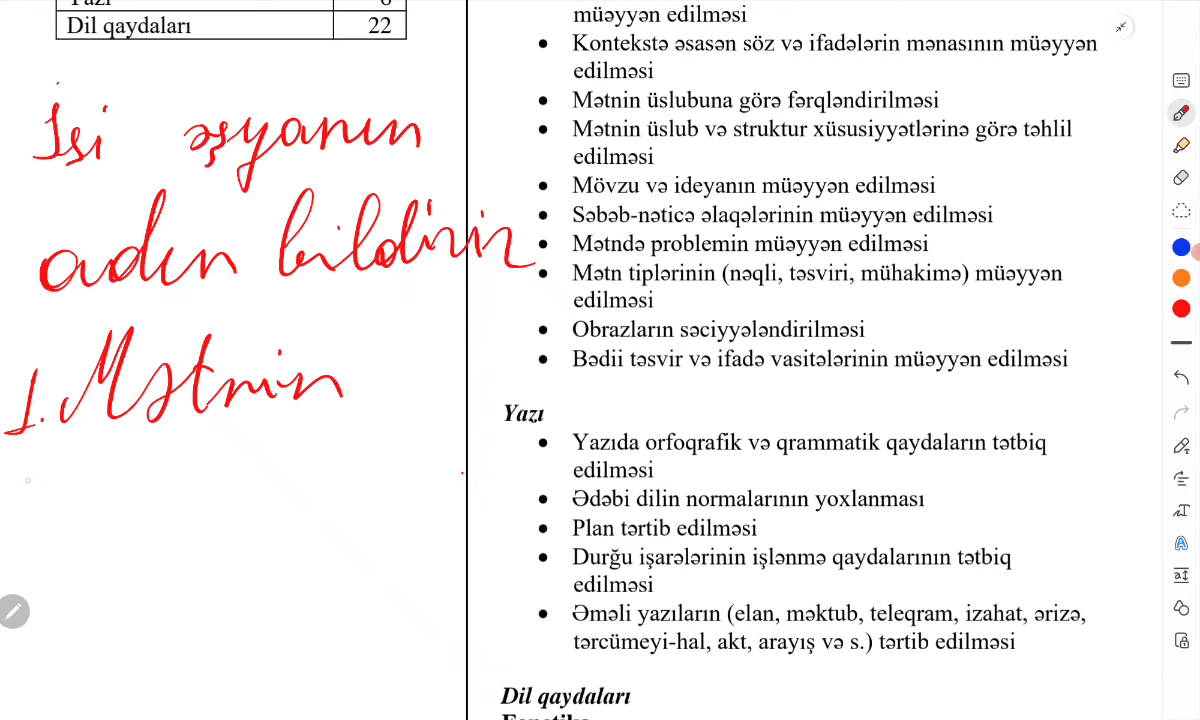 Yazı 6
Dil qaydaları 22
İsi əşyanın
adın bildirir
1. Mətnin
müəyyən edilməsi
• Kontekstə əsasən söz və ifadələrin mənasının müəyyən
edilməsi
• Mətnin üslubuna görə fərqləndirilməsi
• Mətnin üslub və struktur xüsusiyyətlərinə görə təhlil
edilməsi
• Mövzu və ideyanın müəyyən edilməsi
• Səbəb-nəticə əlaqələrinin müəyyən edilməsi
• Mətndə problemin müəyyən edilməsi
• Mətn tiplərinin (nəqli, təsviri, mühakimə) müəyyən
edilməsi
• Obrazların səciyyələndirilməsi
• Bədii təsvir və ifadə vasitələrinin müəyyən edilməsi
Yazı
• Yazıda orfoqrafik və qrammatik qaydaların tətbiq
edilməsi
• Ədəbi dilin normalarının yoxlanması
• Plan tərtib edilməsi
• Durğu işarələrinin işlənmə qaydalarının tətbiq
edilməsi
• Əməli yazıların (elan, məktub, teleqram, izahat, ərizə,
tərcümeyi-hal, akt, arayış və s.) tərtib edilməsi
Dil qaydaları
Fonetika